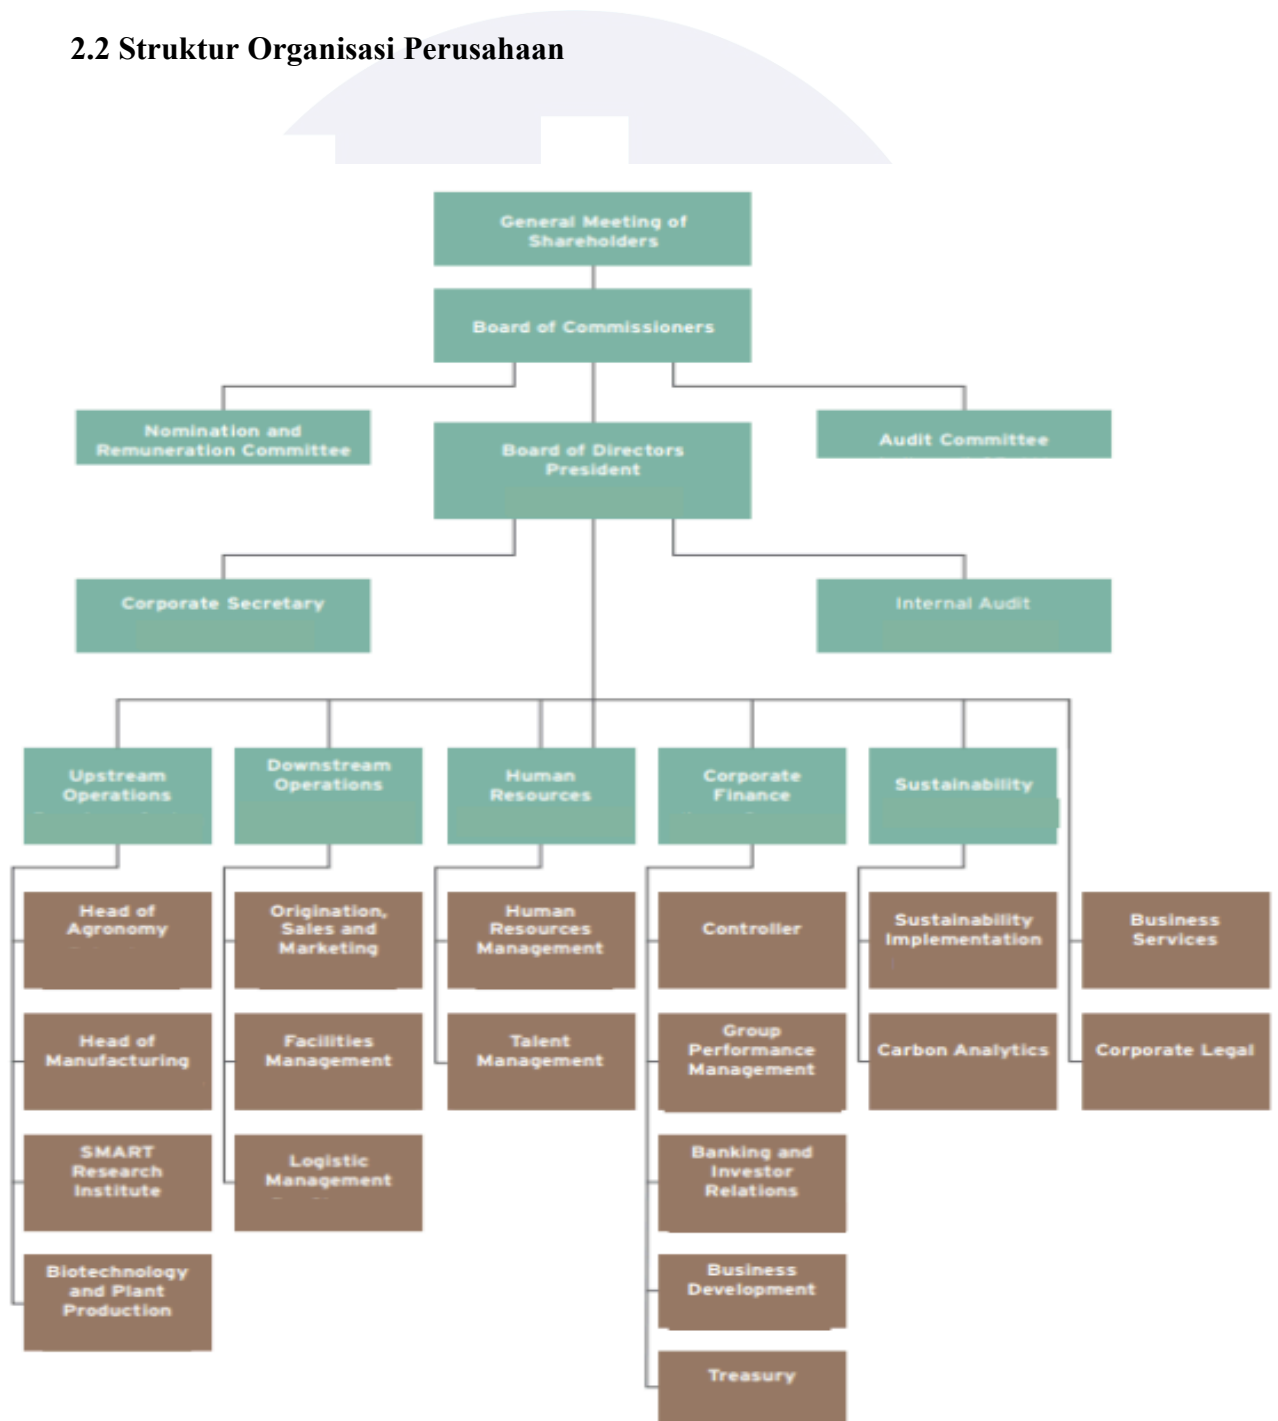 2.2 Struktur Organisasi Perusahaan
General Meeting of
Shareholders
Board of Commissioners
Nomination and
Remuneration Committee
Board of Directors
President
Audit Committee
Corporate Secretary
Internal Audit
Upstream
Operations
Downstream
Operations
Human
Resources
Corporate
Finance
Sustainability
Head of
Agronomy
Origination,
Sales and
Marketing
Human
Resources
Management
Controller
Sustainability
Implementation
Business
Services
Head of
Manufacturing
Facilities
Management
Talent
Management
Group
Performance
Management
Carbon Analytics
Corporate Legal
SMART
Research
Institute
Logistic
Management
Banking and
Investor
Relations
Biotechnology
and Plant
Production
Business
Development
Treasury